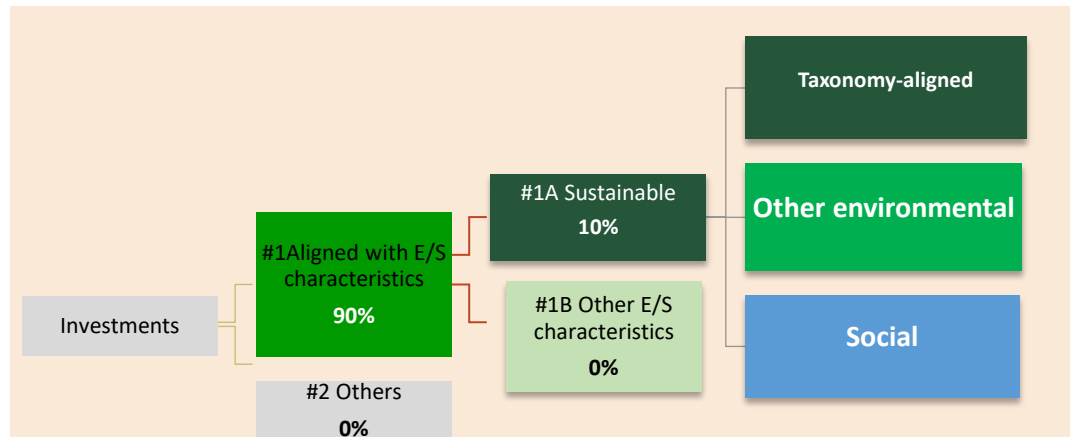 Investments
#1Aligned with E/S
characteristics
90%
#2 Others
0%
#1A Sustainable
10%
#1B Other E/S
characteristics
0%
Taxonomy-aligned
Other environmental
Social